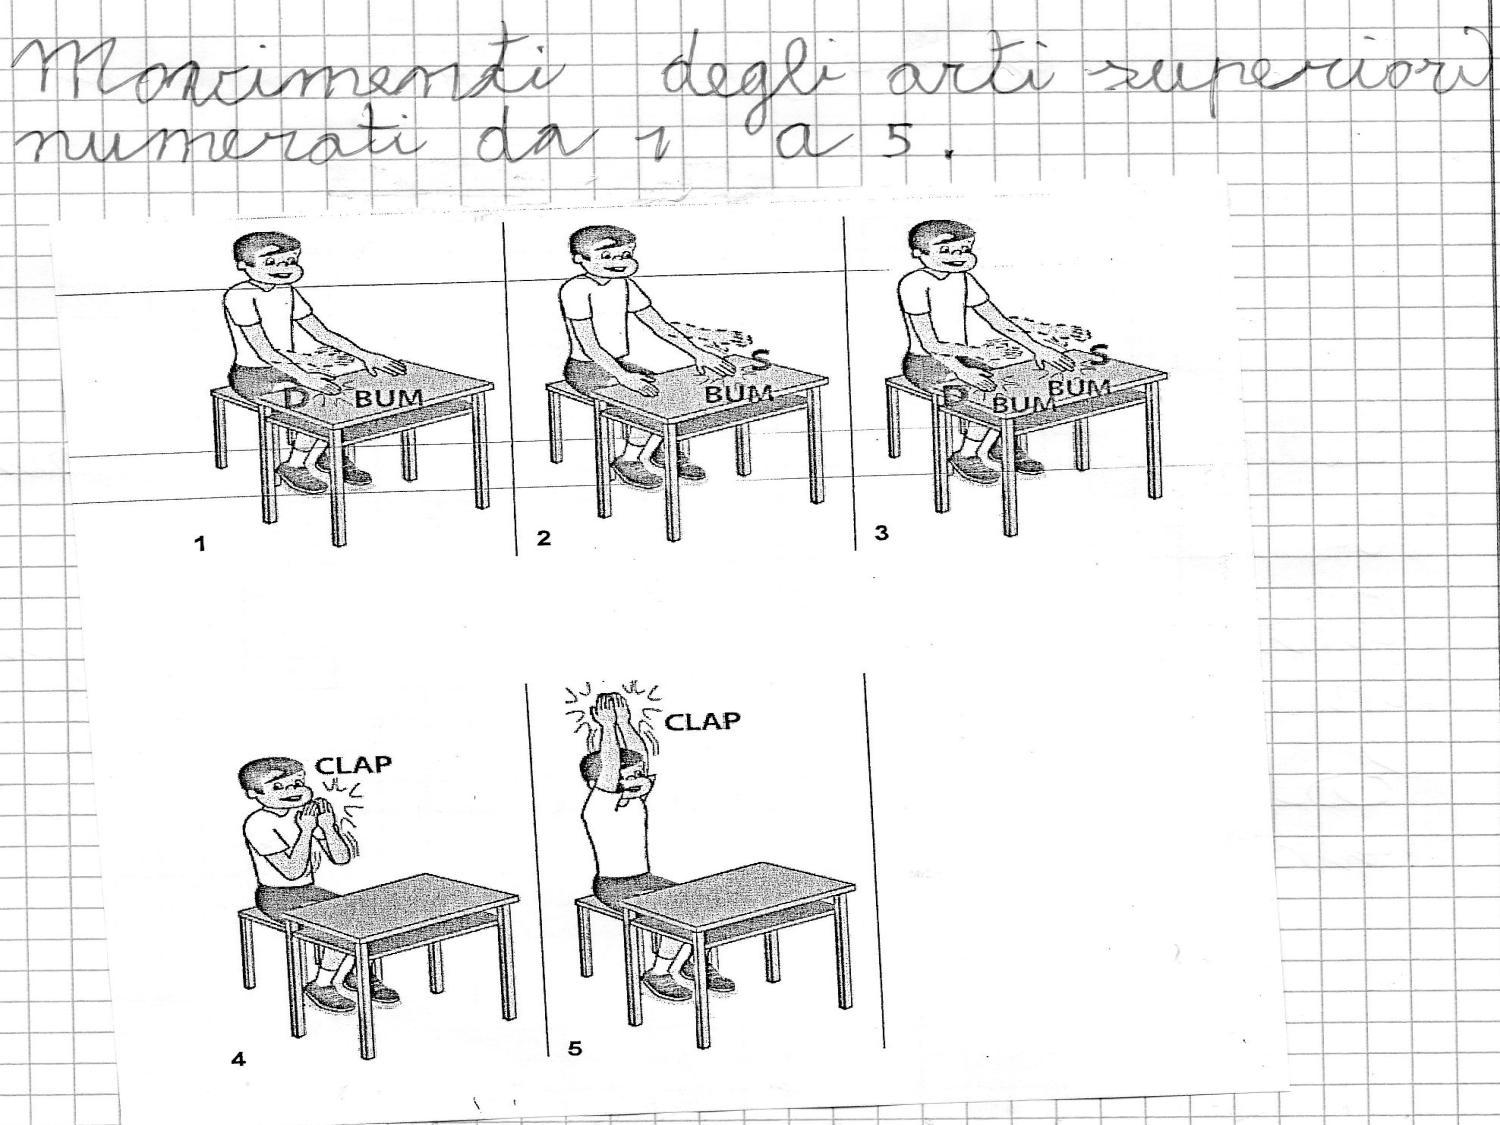 Movimenti degli arti superiori
numerati da 1 a 5.
D BUM
S
BUM
S
D BUM BUM
1
2
3
CLAP
CLAP
4
5